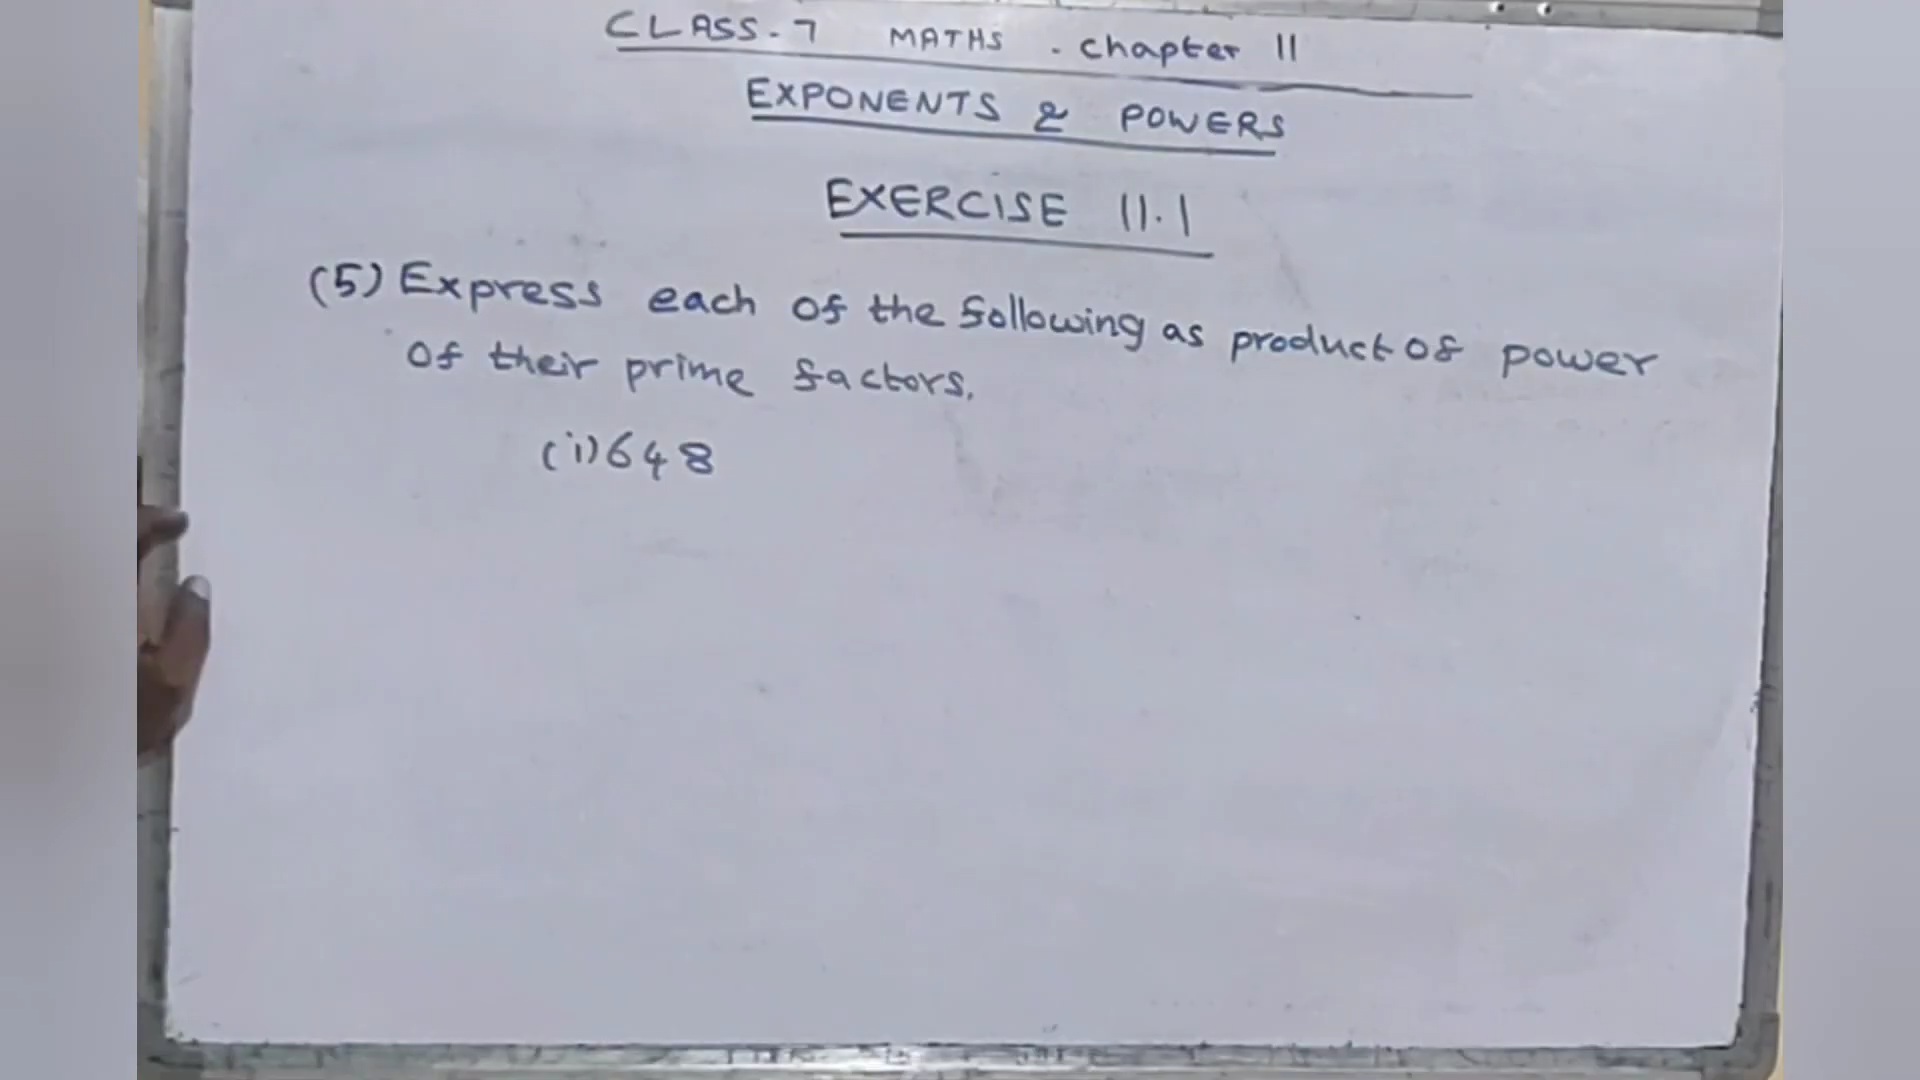 CLASS-7 MATHS - chapter 11
EXPONENTS & POWERS
EXERCISE 11.1
(5) Express each of the following as product of power
of their prime factors.
(i) 648